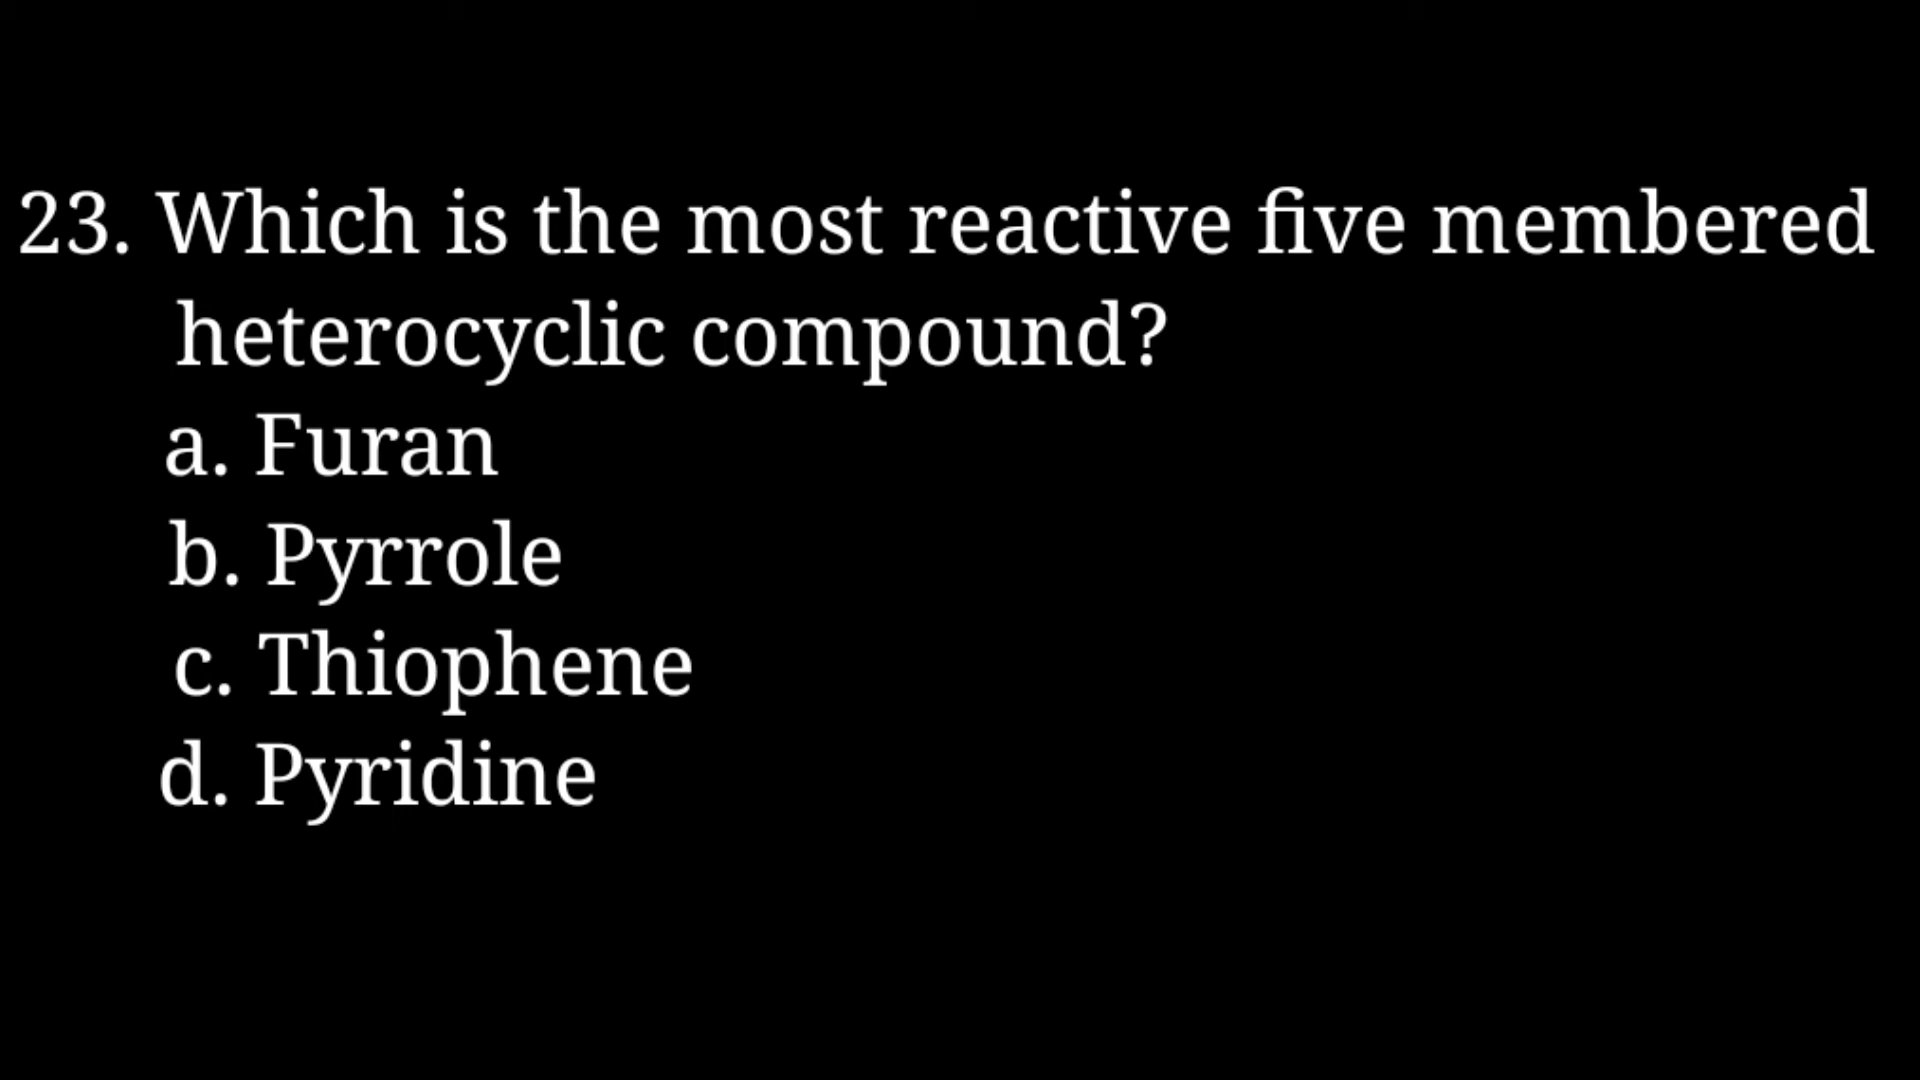 23. Which is the most reactive five membered
heterocyclic compound?
a. Furan
b. Pyrrole
c. Thiophene
d. Pyridine